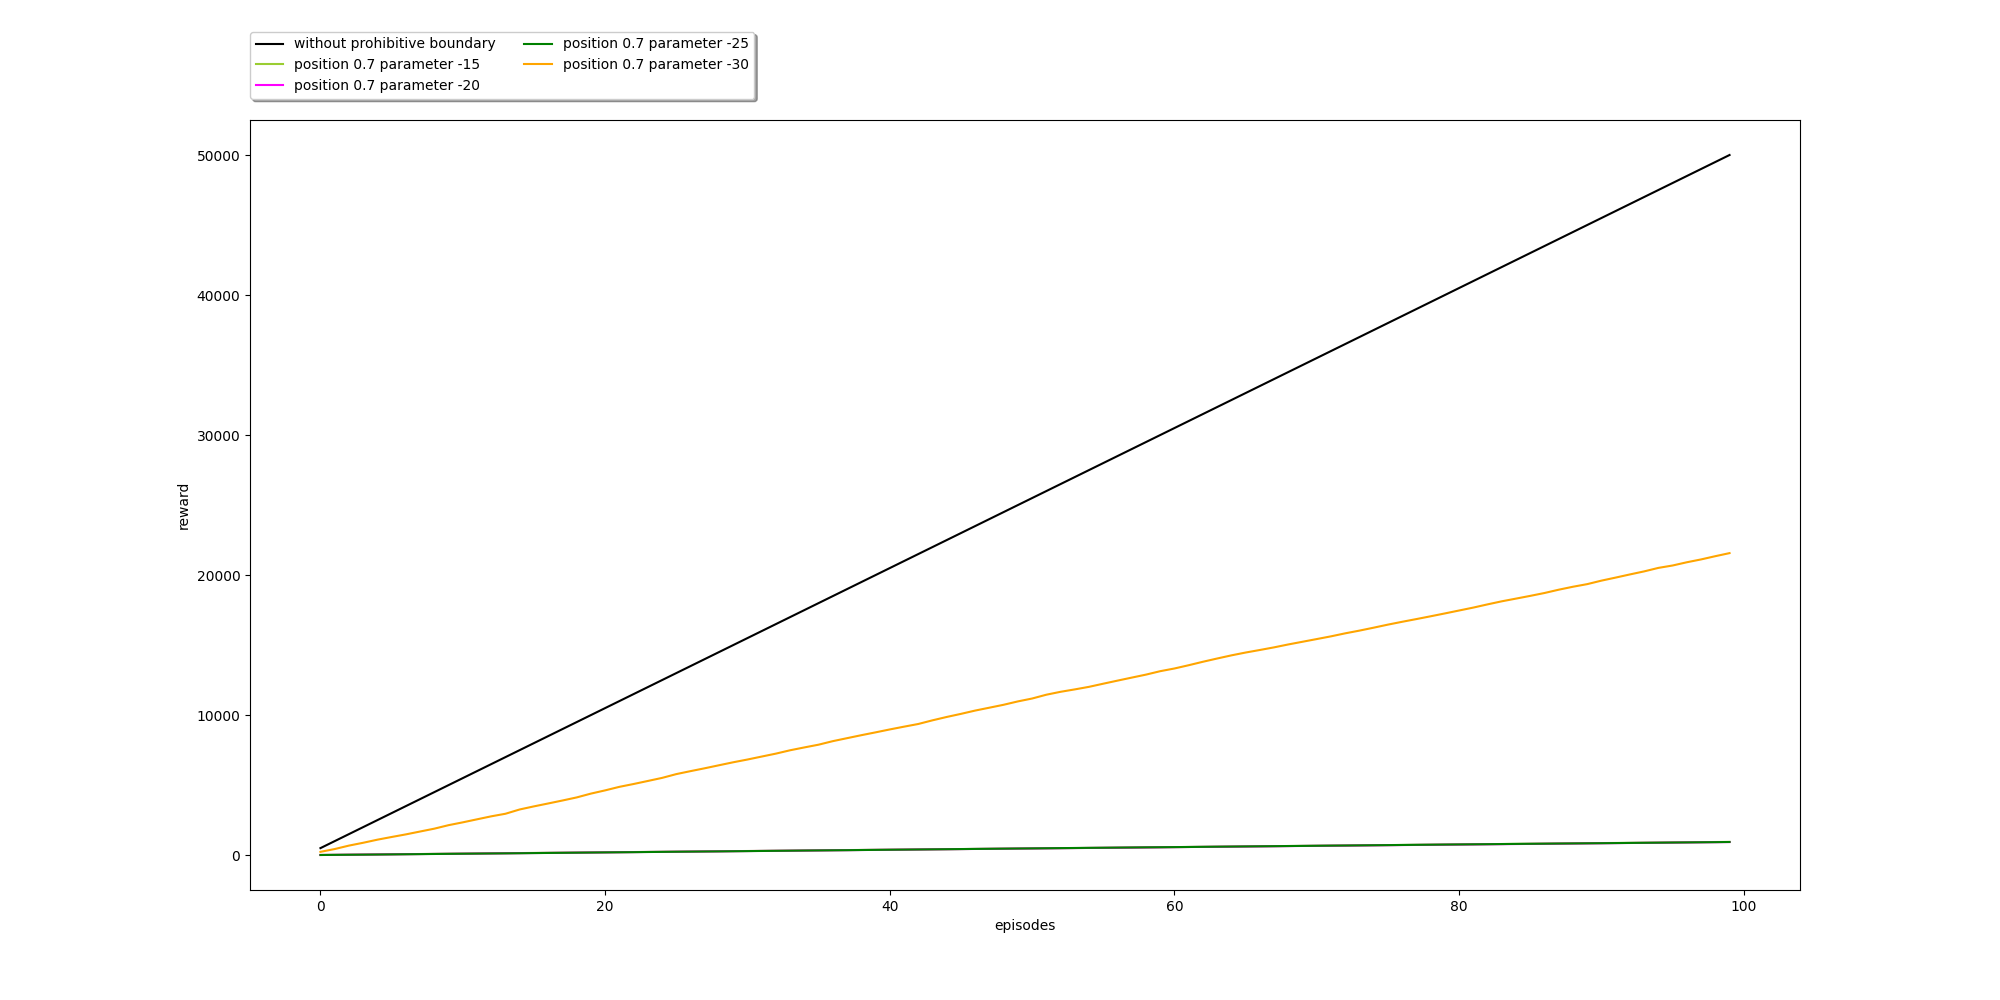 without prohibitive boundary
position 0.7 parameter -15
position 0.7 parameter -20
position 0.7 parameter -25
position 0.7 parameter -30
50000
40000
30000
20000
10000
0
reward
0 20 40 60 80 100
episodes